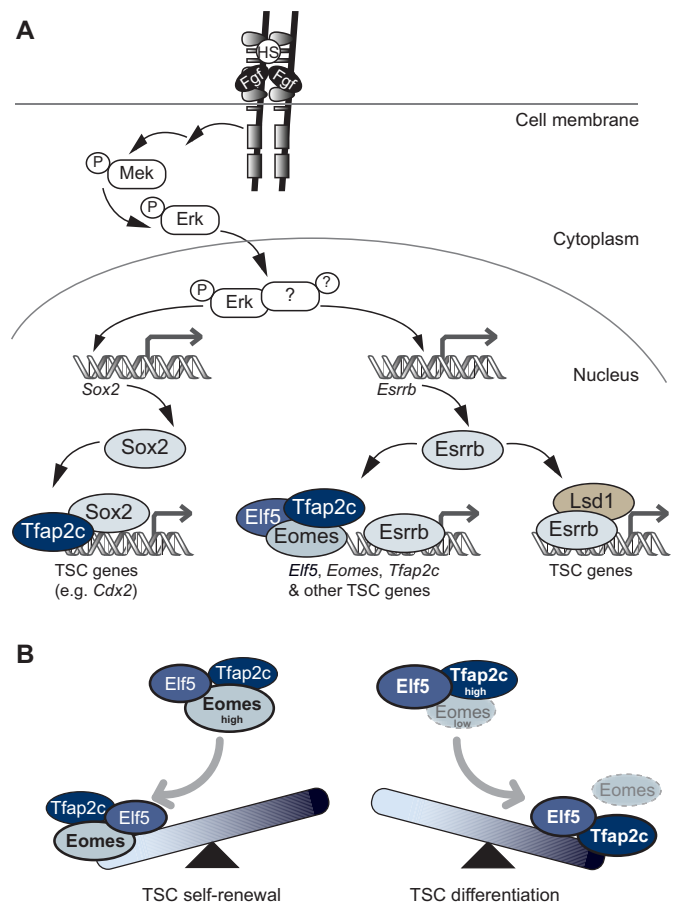 A
HS
Fgf Fgf
Cell membrane
P
Mek
P
Erk
Cytoplasm
P
Erk
?
?
Sox2
Esrrb
Nucleus
Sox2
Esrrb
Tfap2c
Sox2
Elf5
Tfap2c
Eomes
Esrrb
Lsd1
Esrrb
TSC genes
(e.g. Cdx2)
Elf5, Eomes, Tfap2c
& other TSC genes
TSC genes
B
Elf5
Tfap2c
Eomes
high
Elf5
Tfap2c
high
Eomes
low
Tfap2c
Elf5
Eomes
Eomes
Elf5
Tfap2c
TSC self-renewal
TSC differentiation